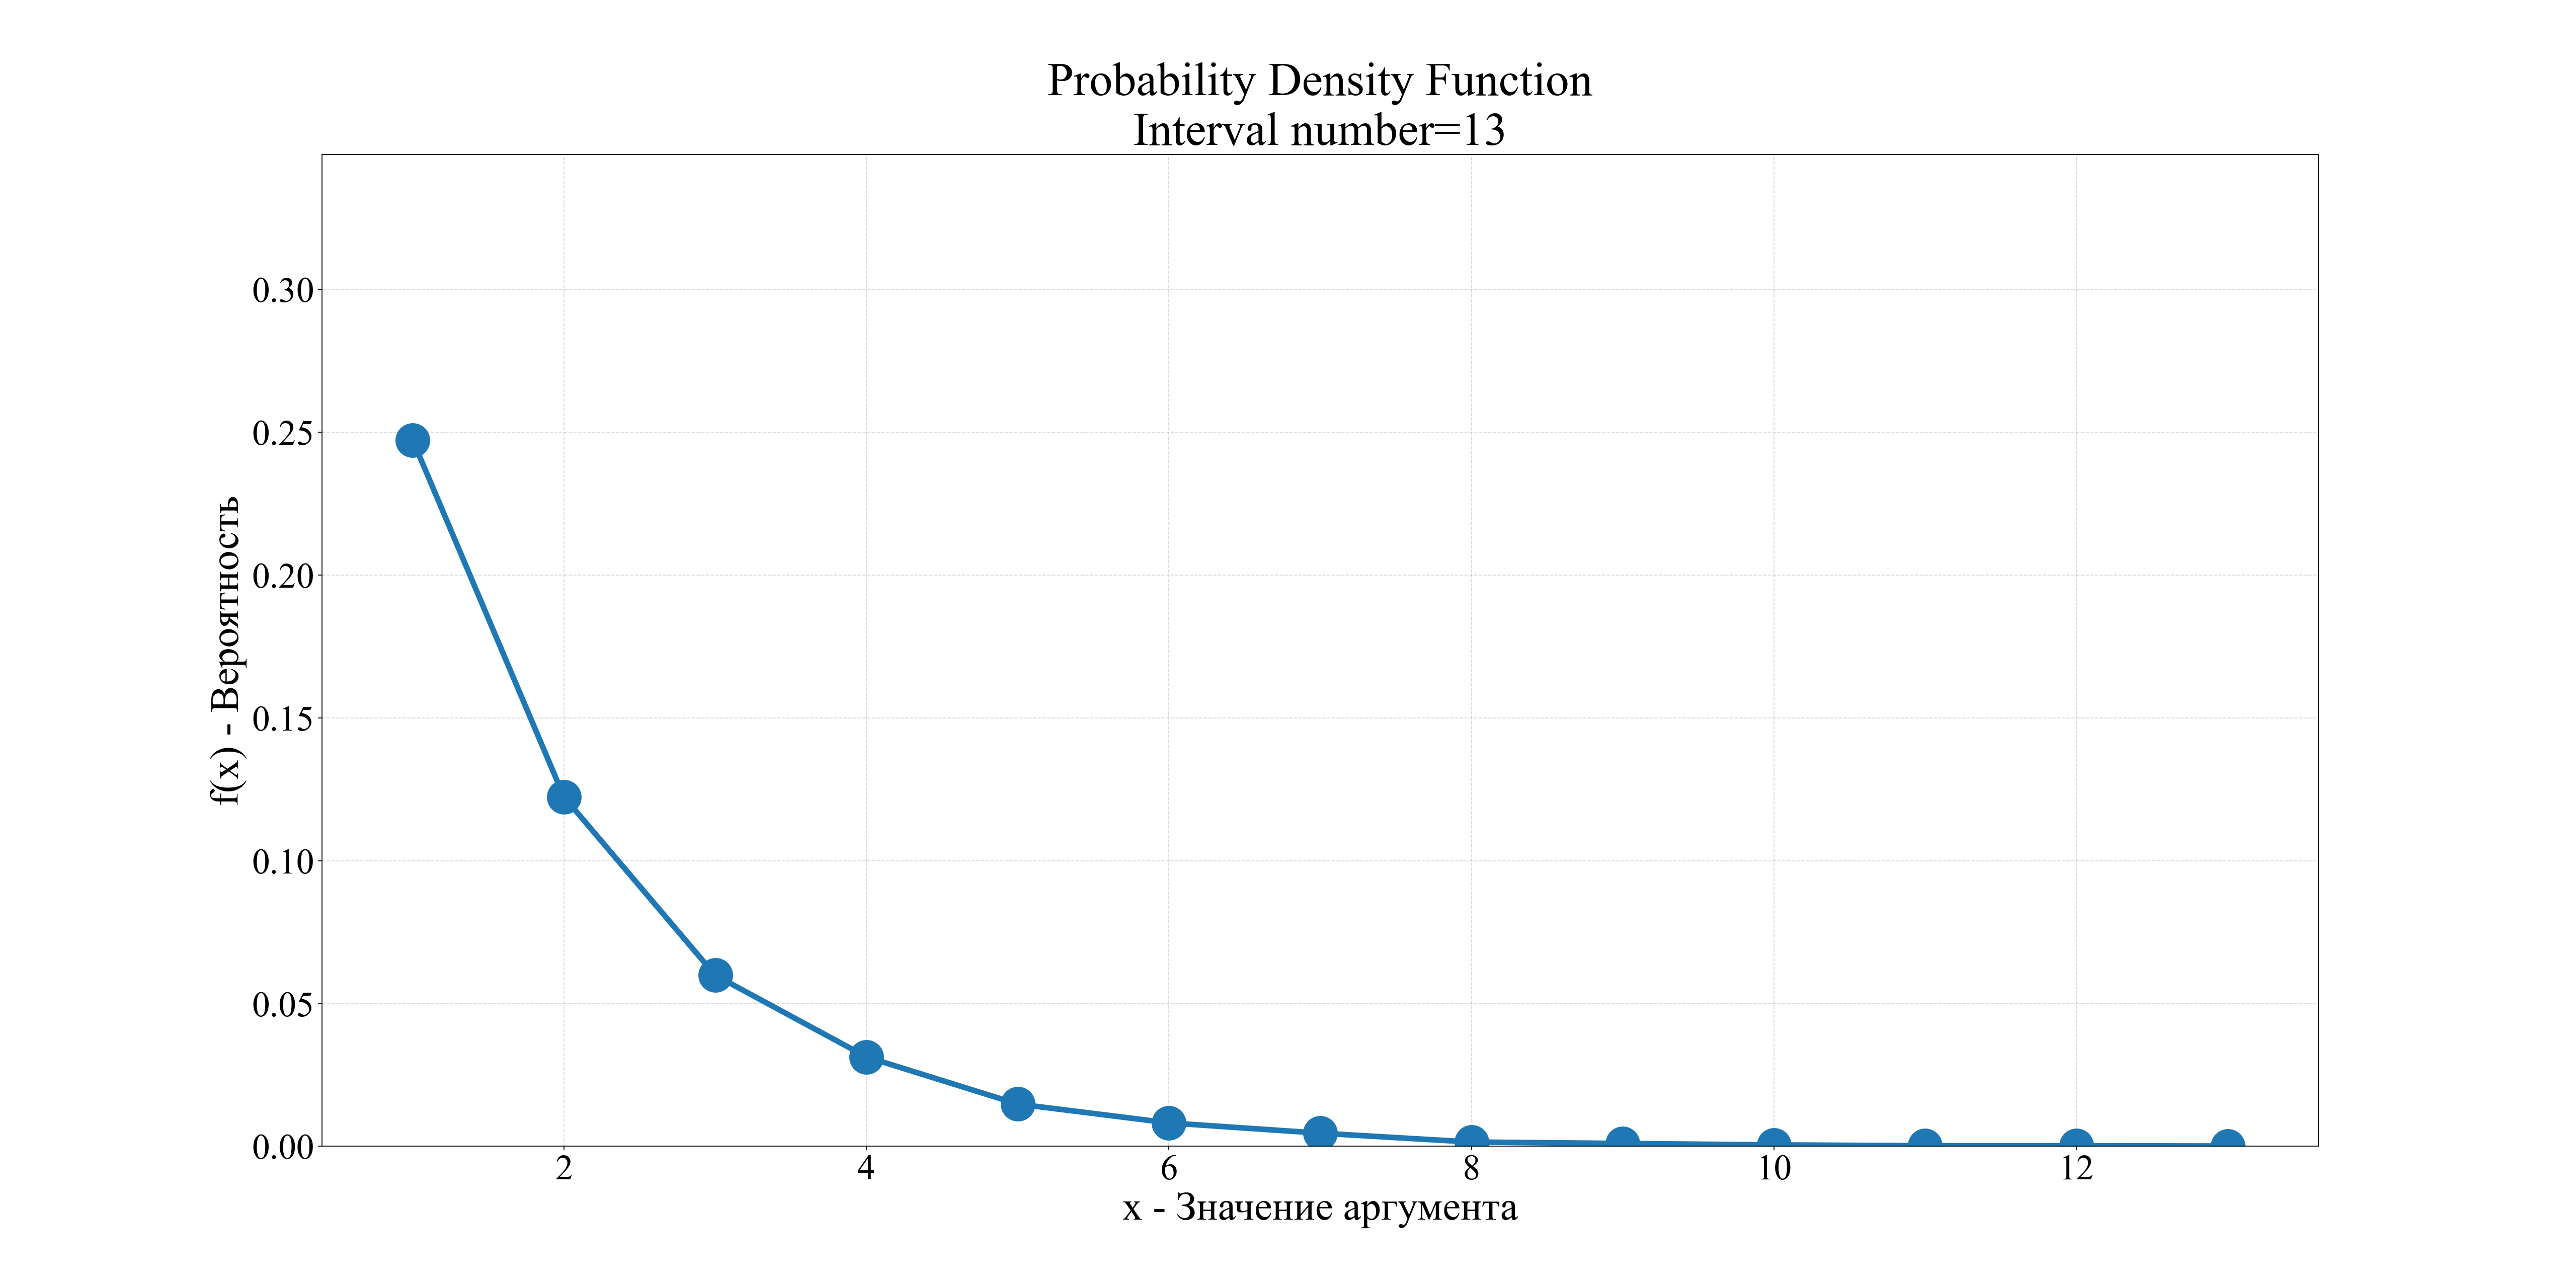 Probability Density Function
Interval number=13
f(x) - Вероятность
0.30
0.25
0.20
0.15
0.10
0.05
0.00
2 4 6 8 10 12
x - Значение аргумента